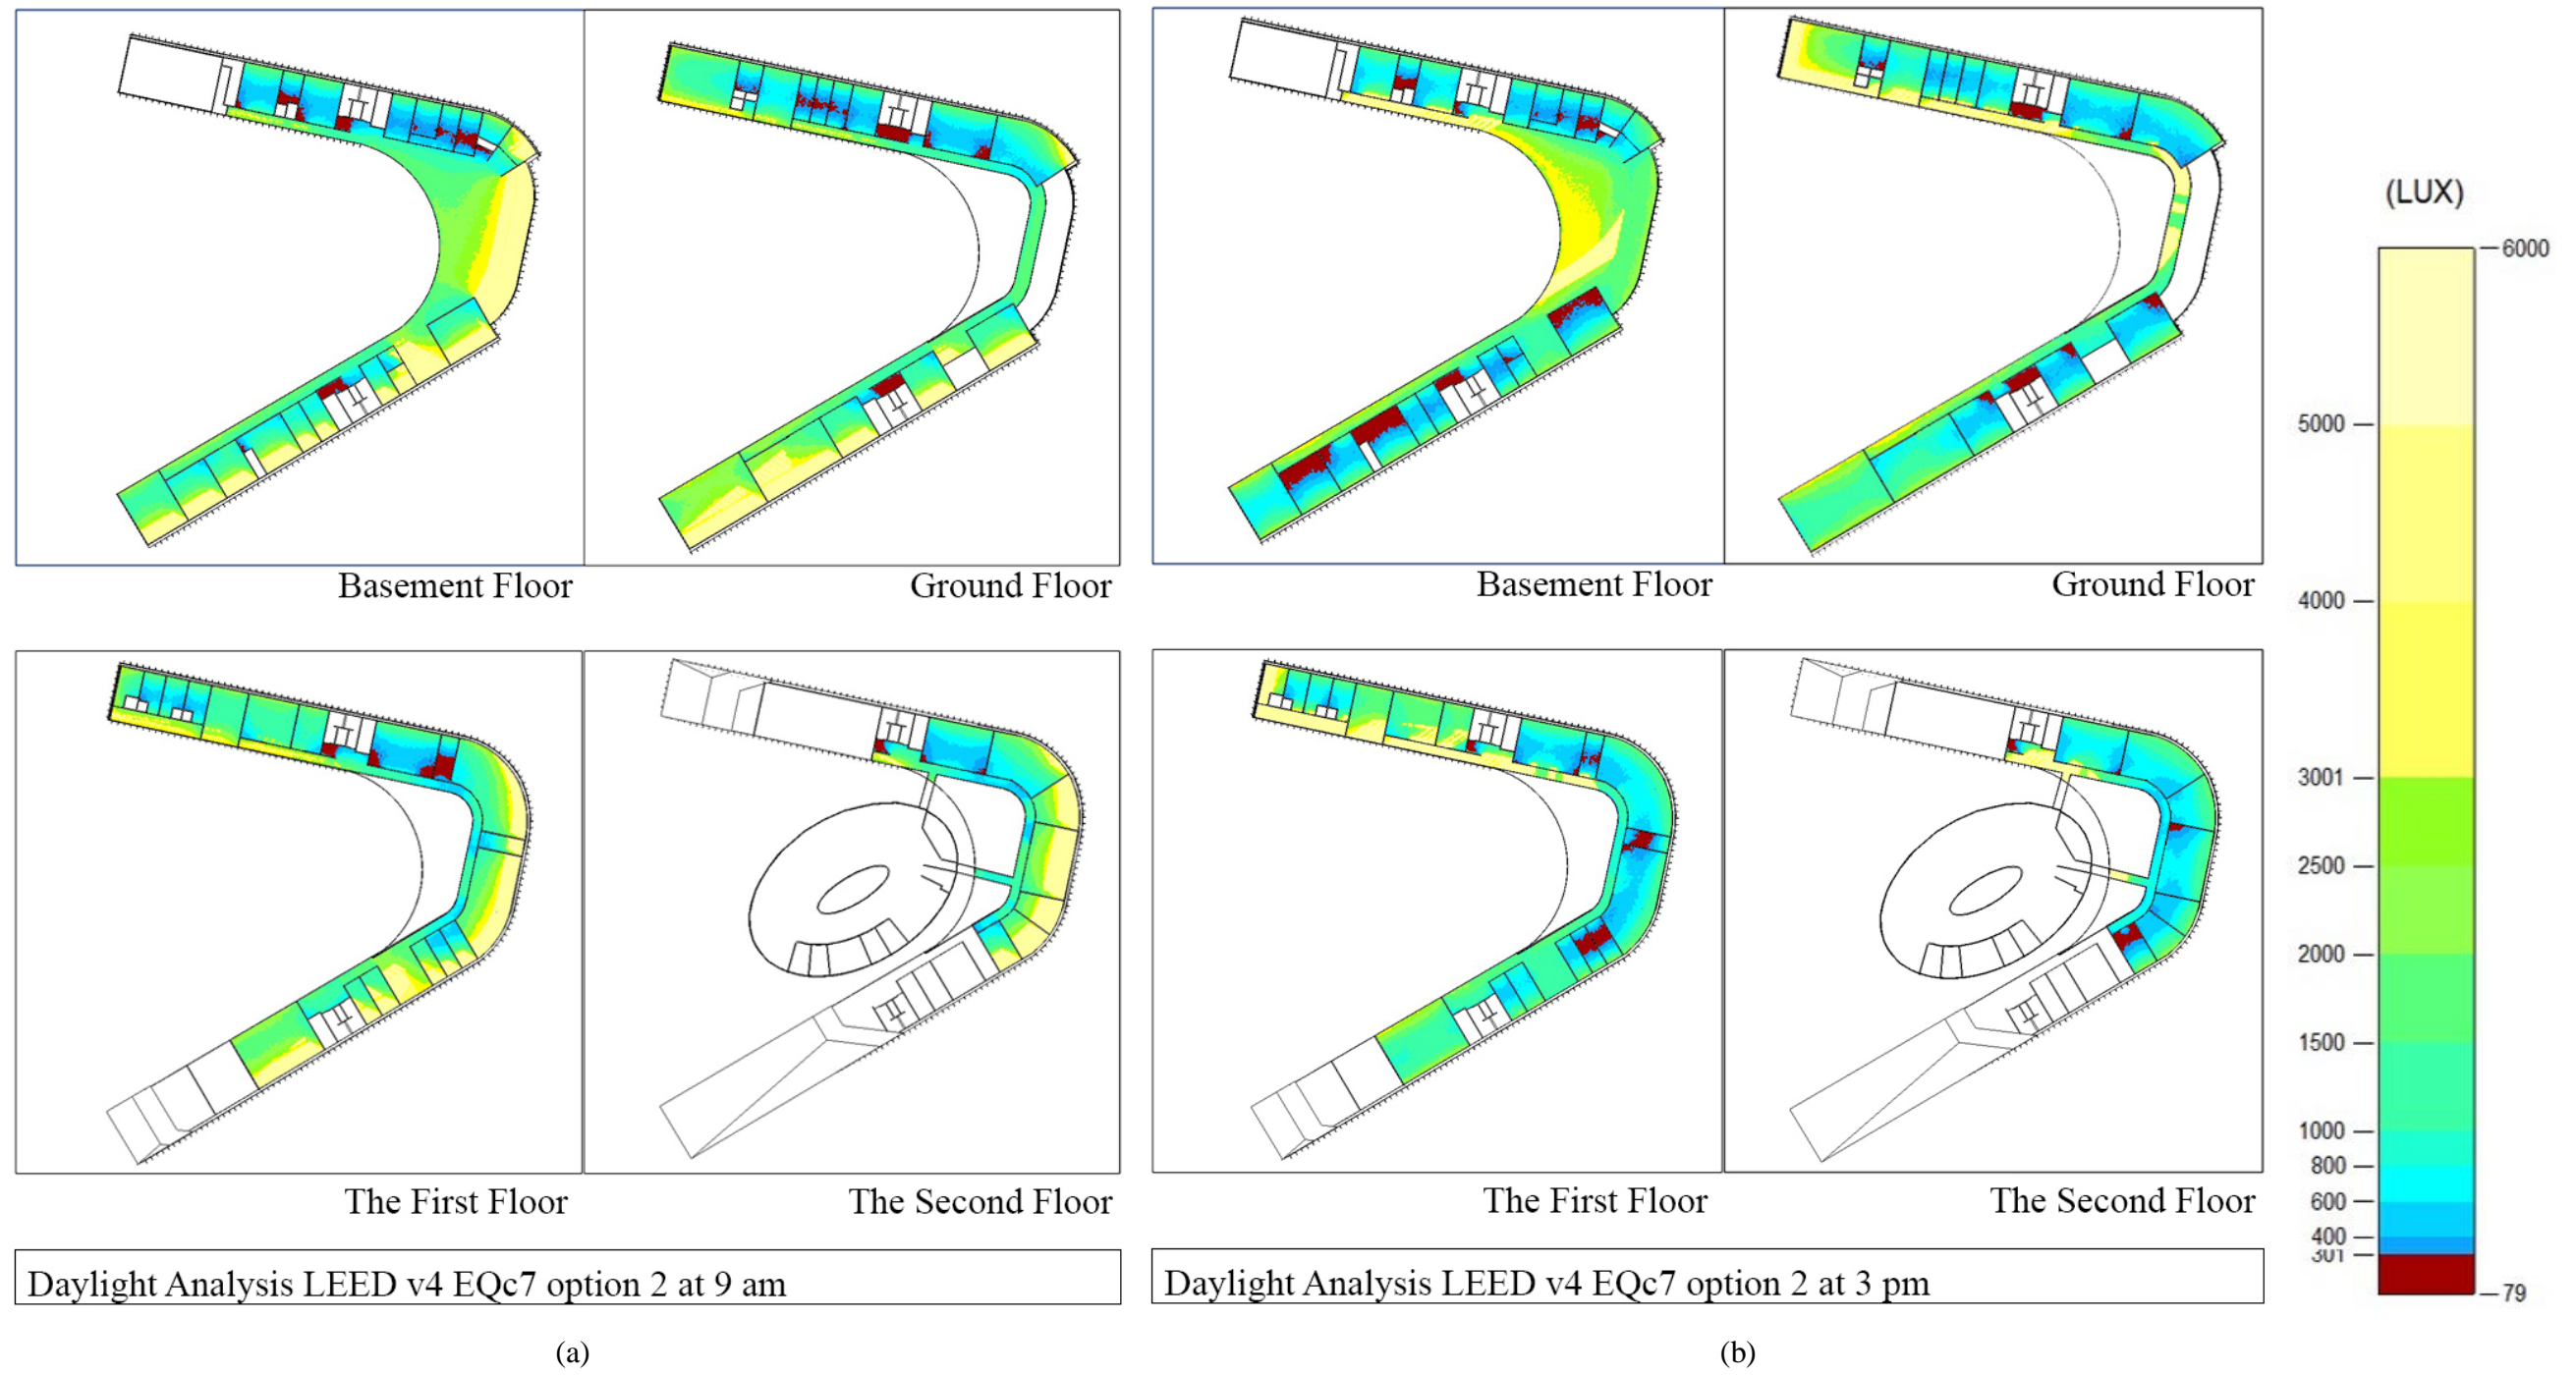 Basement Floor
Ground Floor
Basement Floor
Ground Floor
The First Floor
The Second Floor
The First Floor
The Second Floor
Daylight Analysis LEED v4 EQc7 option 2 at 9 am
Daylight Analysis LEED v4 EQc7 option 2 at 3 pm
(a)
(b)
(LUX)
6000
5000
4000
3001
2500
2000
1500
1000
800
600
400
301
79